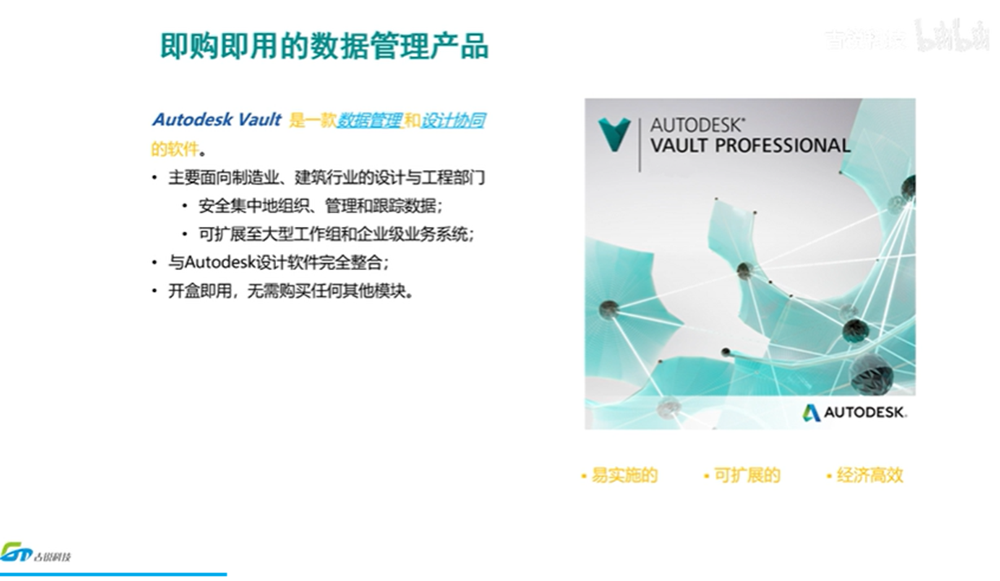 即购即用的数据管理产品
bilibili
Autodesk Vault 是一款数据管理和设计协同
的软件。
• 主要面向制造业、建筑行业的设计与工程部门
• 安全集中地组织、管理和跟踪数据；
• 可扩展至大型工作组和企业级业务系统；
• 与Autodesk设计软件完全整合；
• 开盒即用，无需购买任何其他模块。
AUTODESK®
VAULT PROFESSIONAL
AUTODESK.
▪ 易实施的
▪ 可扩展的
▪ 经济高效
科技